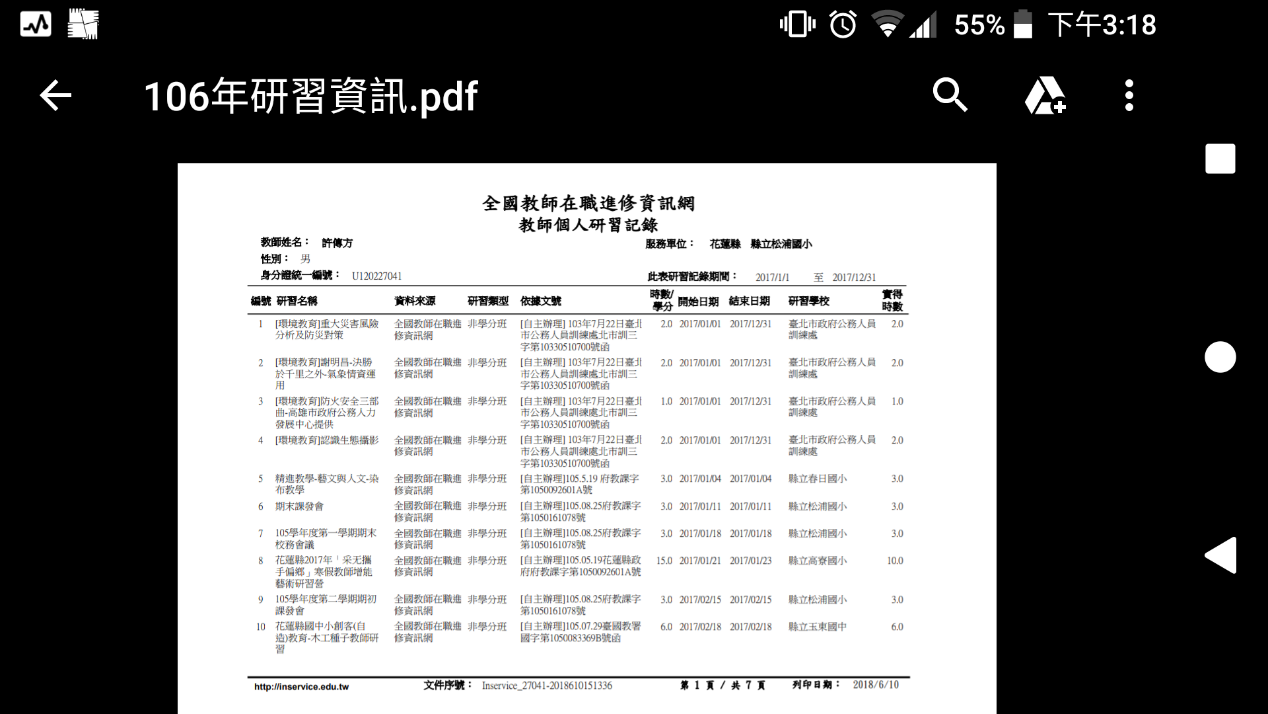 55% 下午3:18
106年研習資訊.pdf
全國教師在職進修資訊網
教師個人研習記錄
教師姓名： 許傳方 服務單位： 花蓮縣 縣立松浦國小
性別： 男
身分證統一編號： U120227041 此表研習記錄期間： 2017/1/1 至 2017/12/31
編號 研習名稱 資料來源 研習類型 依據文號 時數/學分 開始日期 結束日期 研習學校 實得時數
1 [環境教育]重大災害風險 全國教師在職進 非學分班 [自主辦理] 103年7月22日臺北 2.0 2017/01/01 2017/12/31 臺北市政府公務人員 2.0
分析及防災對策 修資訊網 市公務人員訓練處北市訓三 訓練處
字第10330510700號函
2 [環境教育]謝明昌-決勝 全國教師在職進 非學分班 [自主辦理] 103年7月22日臺北 2.0 2017/01/01 2017/12/31 臺北市政府公務人員 2.0
於千里之外-氣象情資運 修資訊網 市公務人員訓練處北市訓三 訓練處
用 字第10330510700號函
3 [環境教育]防火安全三部 全國教師在職進 非學分班 [自主辦理] 103年7月22日臺北 1.0 2017/01/01 2017/12/31 臺北市政府公務人員 1.0
曲-高雄市政府公務人力 修資訊網 市公務人員訓練處北市訓三 訓練處
發展中心提供 字第10330510700號函
4 [環境教育]認識生態攝影 全國教師在職進 非學分班 [自主辦理] 103年7月22日臺北 2.0 2017/01/01 2017/12/31 臺北市政府公務人員 2.0
修資訊網 市公務人員訓練處北市訓三 訓練處
字第10330510700號函
5 精進教學-藝文與人文-染 全國教師在職進 非學分班 [自主辦理]105.5.19 府教課字 3.0 2017/01/04 2017/01/04 縣立春日國小 3.0
布教學 修資訊網 第1050092601A號
6 期末課發會 全國教師在職進 非學分班 [自主辦理]105.08.25府教課字 3.0 2017/01/11 2017/01/11 縣立松浦國小 3.0
修資訊網 第1050161078號
7 105學年度第一學期期末 全國教師在職進 非學分班 [自主辦理]105.08.25府教課字 3.0 2017/01/18 2017/01/18 縣立松浦國小 3.0
校務會議 修資訊網 第1050161078號
8 花蓮縣2017年「采无攜 全國教師在職進 非學分班 [自主辦理]105.05.19花蓮縣政 15.0 2017/01/21 2017/01/23 縣立高寮國小 10.0
手偏鄉」寒假教師增能 修資訊網 府府教課字第1050092601A號
藝術研習營
9 105學年度第二學期期初 全國教師在職進 非學分班 [自主辦理]105.08.25府教課字 3.0 2017/02/15 2017/02/15 縣立松浦國小 3.0
課發會 修資訊網 第1050161078號
10 花蓮縣國中小創客(自 全國教師在職進 非學分班 [自主辦理]105.07.29臺國教署 6.0 2017/02/18 2017/02/18 縣立玉東國中 6.0
造)教育-木工種子教師研 修資訊網 國字第1050083369B號函
習
http://inservice.edu.tw 文件序號： Inservice_27041-2018610151336 第 1 頁 / 共 7 頁 列印日期： 2018/6/10